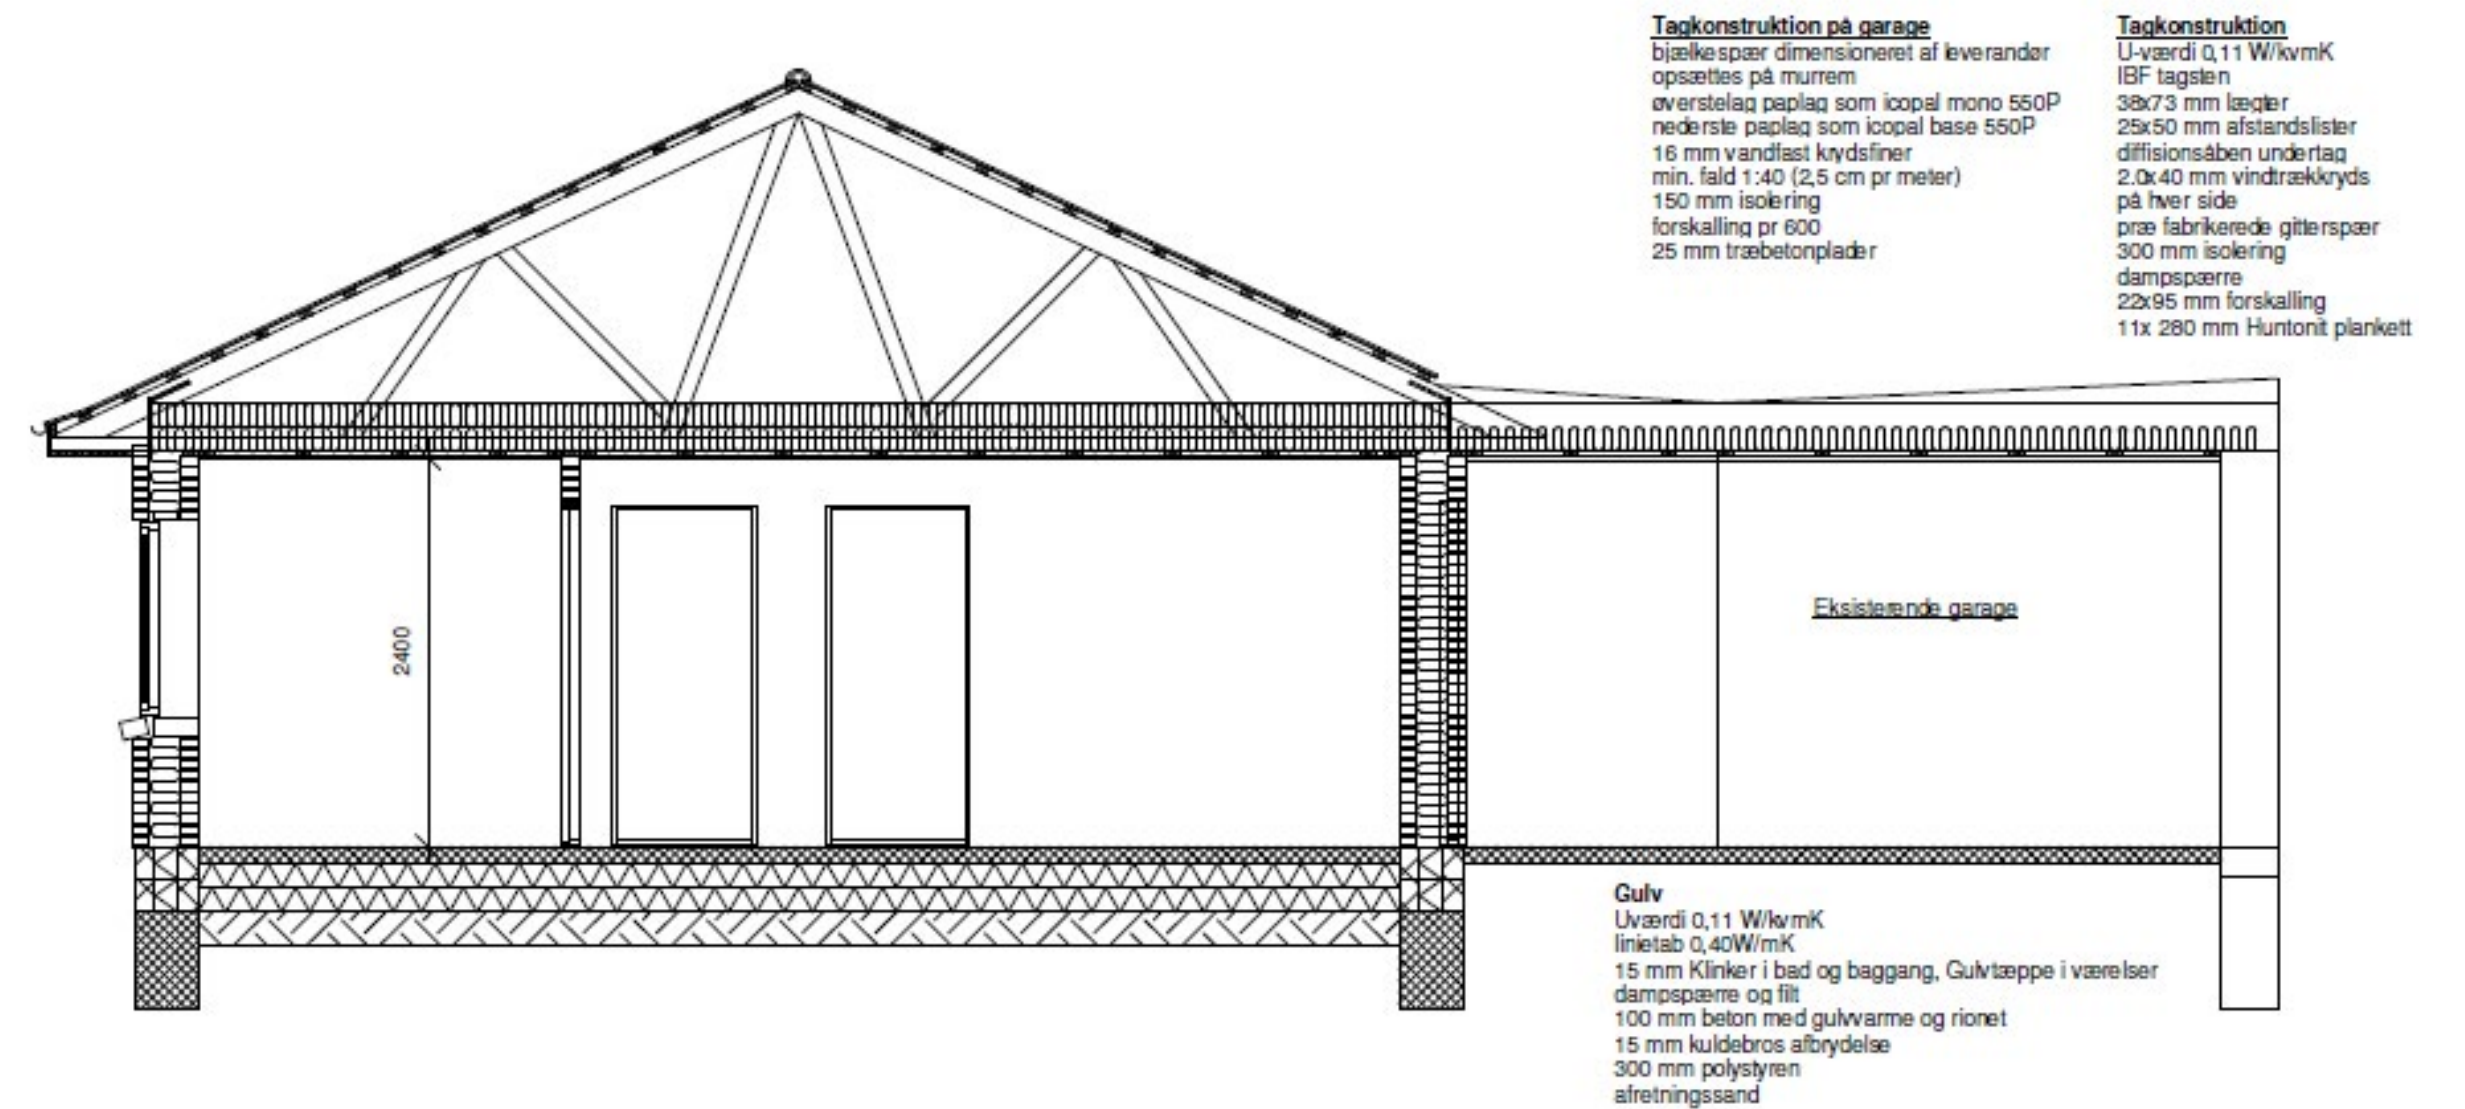 Tagkonstruktion på garage
bjælkespær dimensioneret af leverandør
opsættes på murrem
øverstelag paplag som icopal mono 550P
nederste paplag som icopal base 550P
16 mm vandfast krydsfiner
min. fald 1:40 (2,5 cm pr meter)
150 mm isolering
forskalling pr 600
25 mm træbetonplader
Tagkonstruktion
U-værdi 0,11 W/kvmK
IBF tagsten
38x73 mm lægter
25x50 mm afstandslister
diffisionsåben undertag
2.0x40 mm vindtrækkryds
på hver side
præ fabrikerede gitterspær
300 mm isolering
dampspærre
22x95 mm forskalling
11x 280 mm Huntonit plankett
2400
Eksisterende garage
Gulv
Uværdi 0,11 W/kvmK
linietab 0,40W/mK
15 mm Klinker i bad og baggang, Gulvtæppe i værelser
dampspærre og filt
100 mm beton med gulvvarme og rionet
15 mm kuldebros afbrydelse
300 mm polystyren
afretningssand